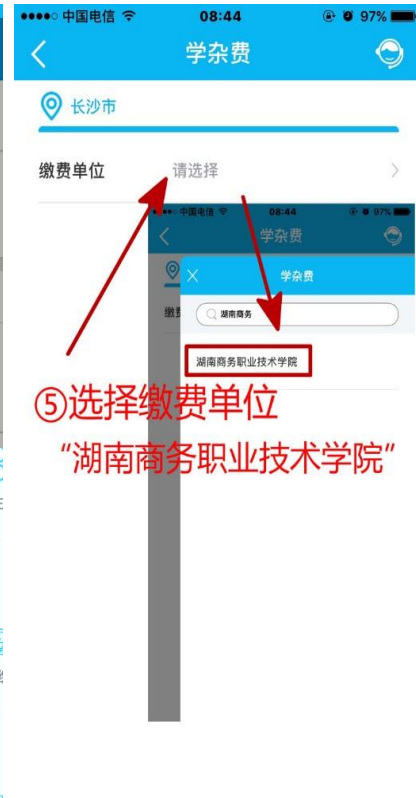 中国电信 08:44 97%
学杂费
长沙市
缴费单位 请选择
中国电信 08:44 97%
学杂费
学杂费
缴费
湖南商务
湖南商务职业技术学院
⑤选择缴费单位
“湖南商务职业技术学院”